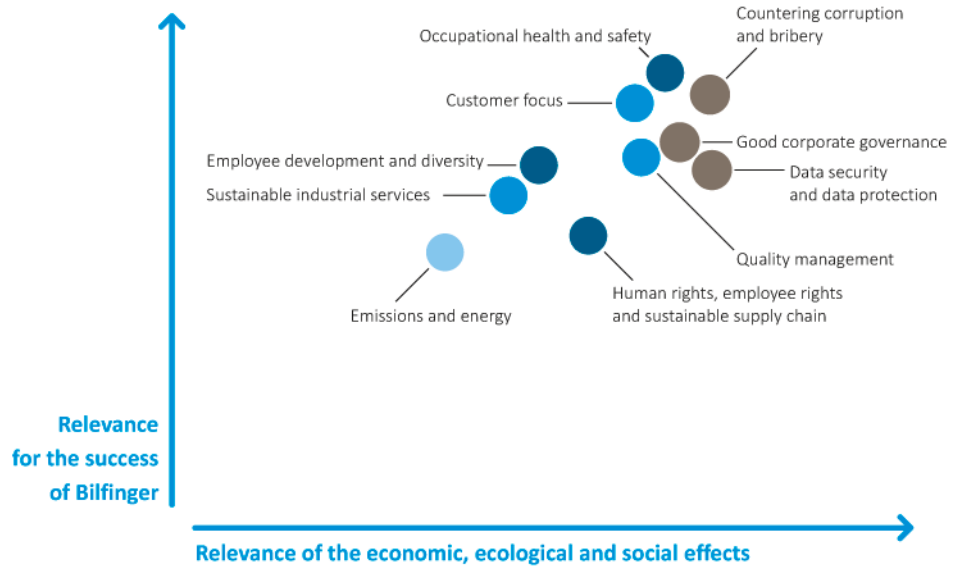 Countering corruption
and bribery
Occupational health and safety
Customer focus
Good corporate governance
Employee development and diversity
Data security
and data protection
Sustainable industrial services
Quality management
Human rights, employee rights
and sustainable supply chain
Emissions and energy
Relevance
for the success
of Bilfinger
Relevance of the economic, ecological and social effects